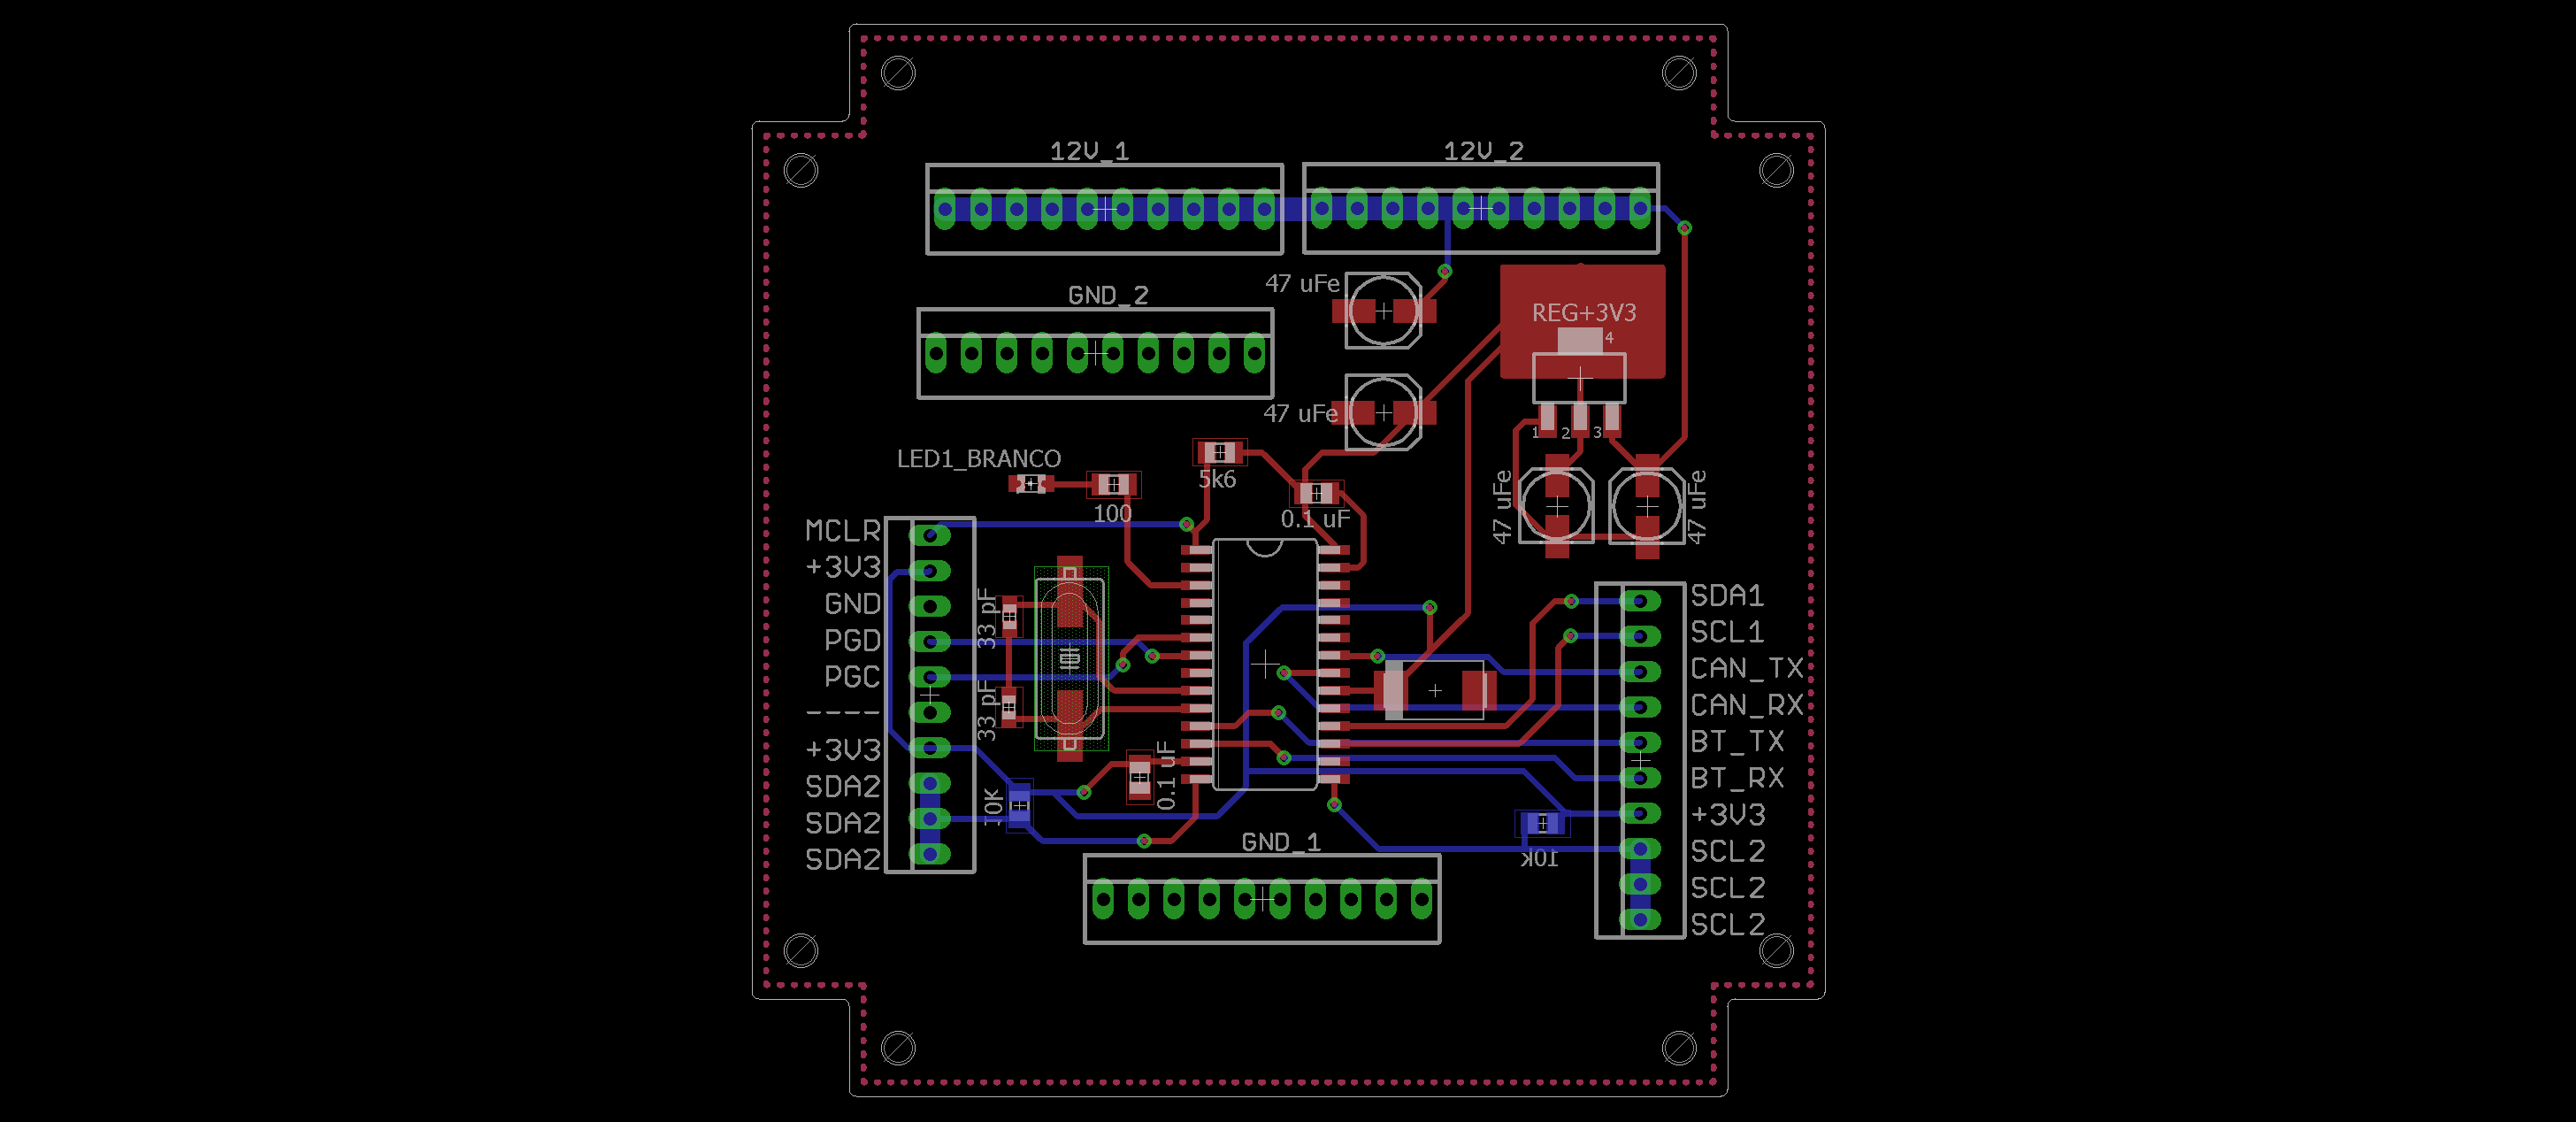 12V_1
12V_2
GND_2
47 uFe
REG+3V3
4
47 uFe
1
2
3
LED1_BRANCO
5k6
100
0.1 uF
47 uFe
47 uFe
MCLR
+3V3
GND
PGD
PGC
----
+3V3
SDA2
SDA2
SDA2
33 pF
33 pF
0.1 uF
10K
SDA1
SCL1
CAN_TX
CAN_RX
BT_TX
BT_RX
+3V3
SCL2
SCL2
SCL2
10k
GND_1